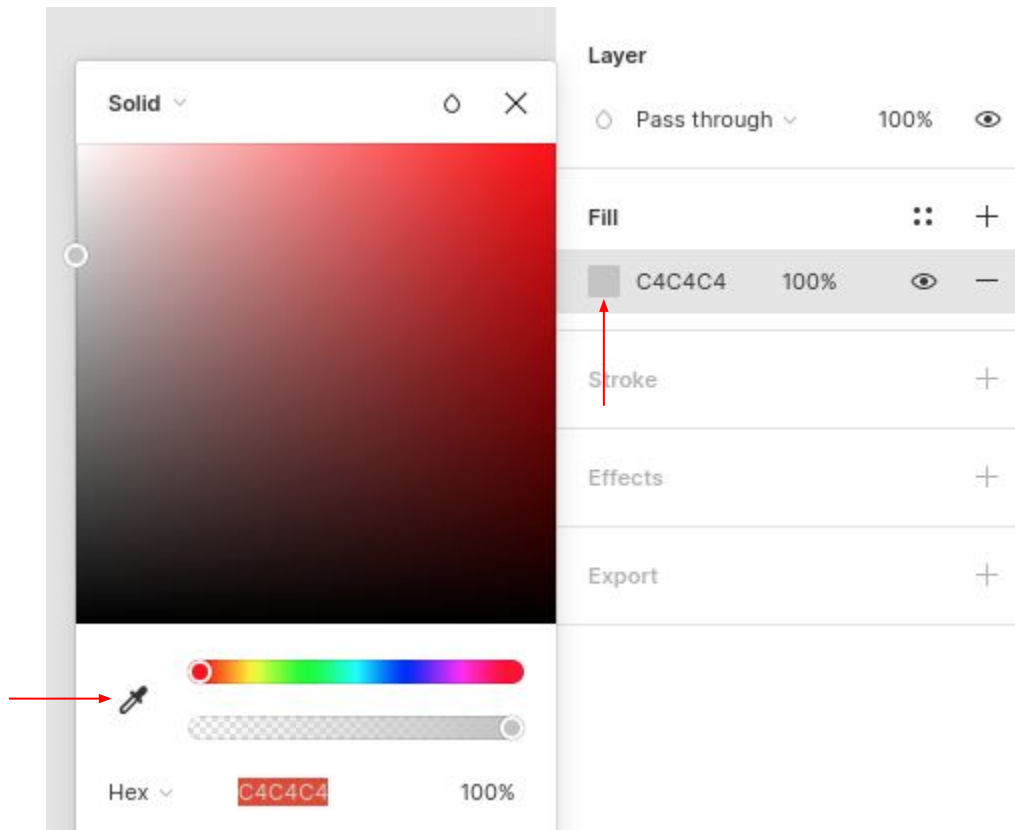 Solid
Hex C4C4C4 100%
Layer
Pass through 100%
Fill
C4C4C4 100%
Stroke
Effects
Export